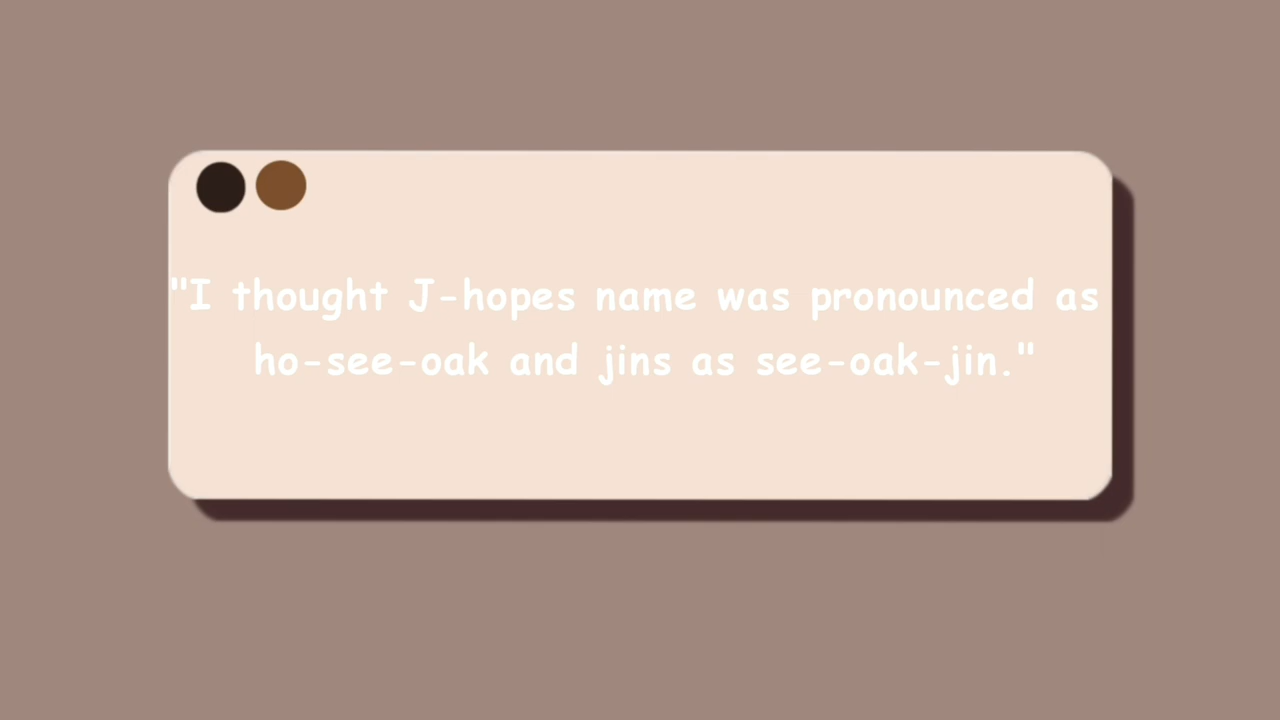 "I thought J-hopes name was pronounced as
ho-see-oak and jins as see-oak-jin."